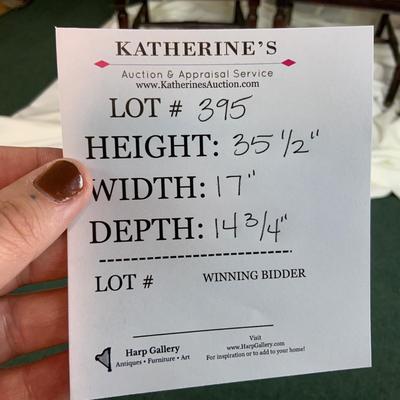 KATHERINE'S
Auction & Appraisal Service
www.KatherinesAuction.com
LOT # 395
HEIGHT: 35 1/2"
WIDTH: 17"
DEPTH: 14 3/4"
LOT # WINNING BIDDER
Harp Gallery
Antiques • Furniture • Art
Visit
www.HarpGallery.com
For inspiration or to add to your home!